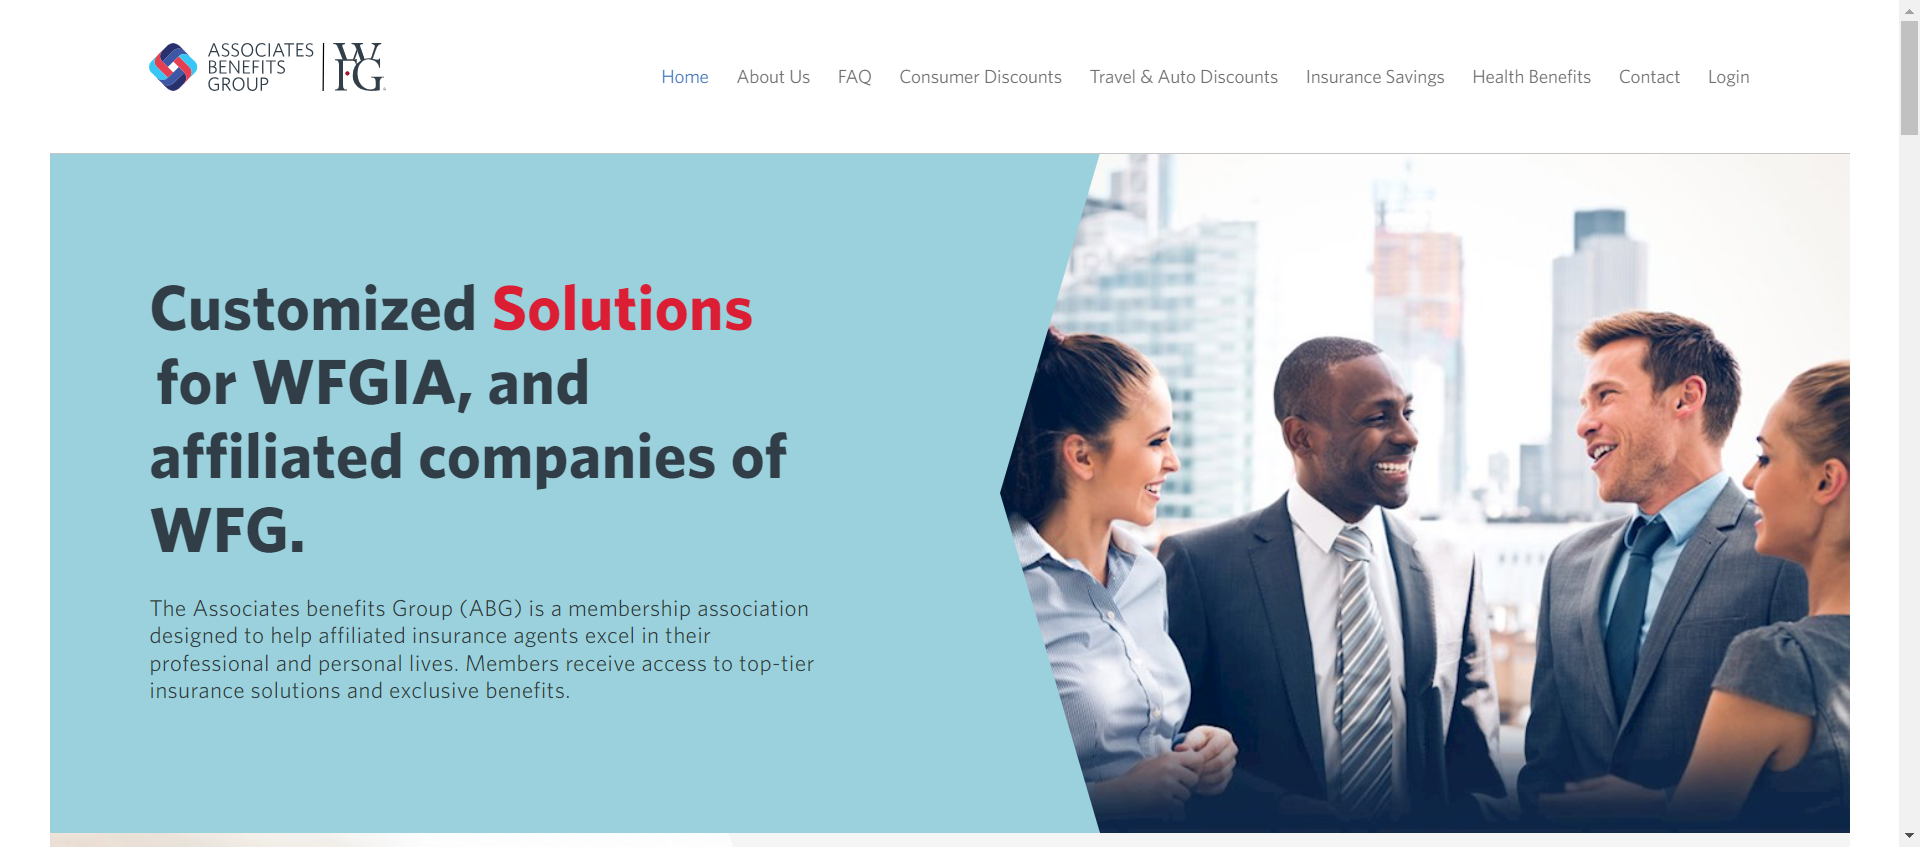 ASSOCIATES
BENEFITS
GROUP
WFG
Home About Us FAQ Consumer Discounts Travel & Auto Discounts Insurance Savings Health Benefits Contact Login
Customized Solutions
for WFGIA, and
affiliated companies of
WFG.
The Associates benefits Group (ABG) is a membership association
designed to help affiliated insurance agents excel in their
professional and personal lives. Members receive access to top-tier
insurance solutions and exclusive benefits.